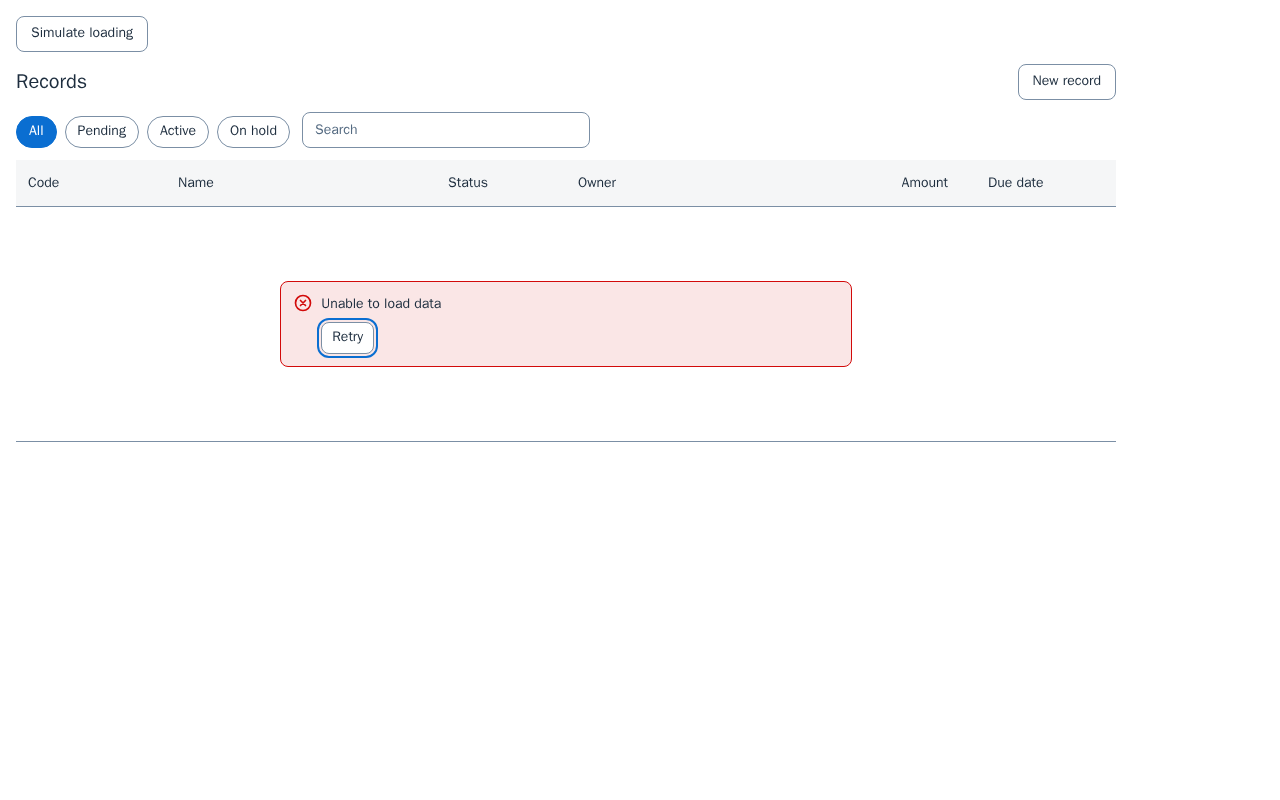 Simulate loading
Records
New record
All
Pending
Active
On hold
Search
Code
Name
Status
Owner
Amount
Due date
Unable to load data
Retry